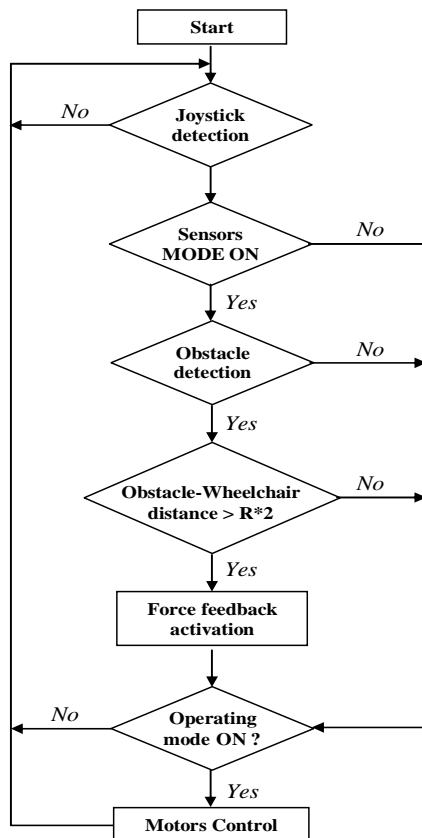 Start
No
Joystick
detection
Sensors
MODE ON
No
Yes
Obstacle
detection
No
Yes
Obstacle-Wheelchair
distance > R*2
No
Yes
Force feedback
activation
No
Operating
mode ON ?
Yes
Motors Control